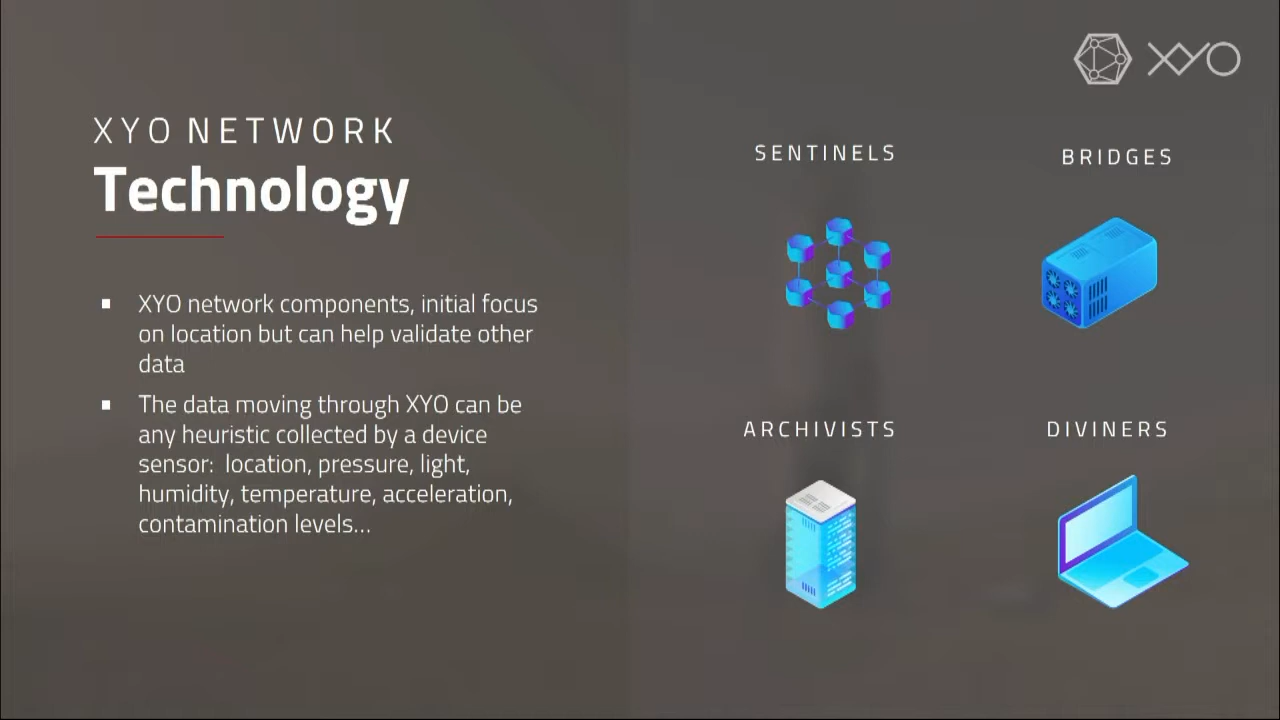 XYO
XYO NETWORK
Technology
▪ XYO network components, initial focus
on location but can help validate other
data
▪ The data moving through XYO can be
any heuristic collected by a device
sensor: location, pressure, light,
humidity, temperature, acceleration,
contamination levels...
SENTINELS
BRIDGES
ARCHIVISTS
DIVINERS